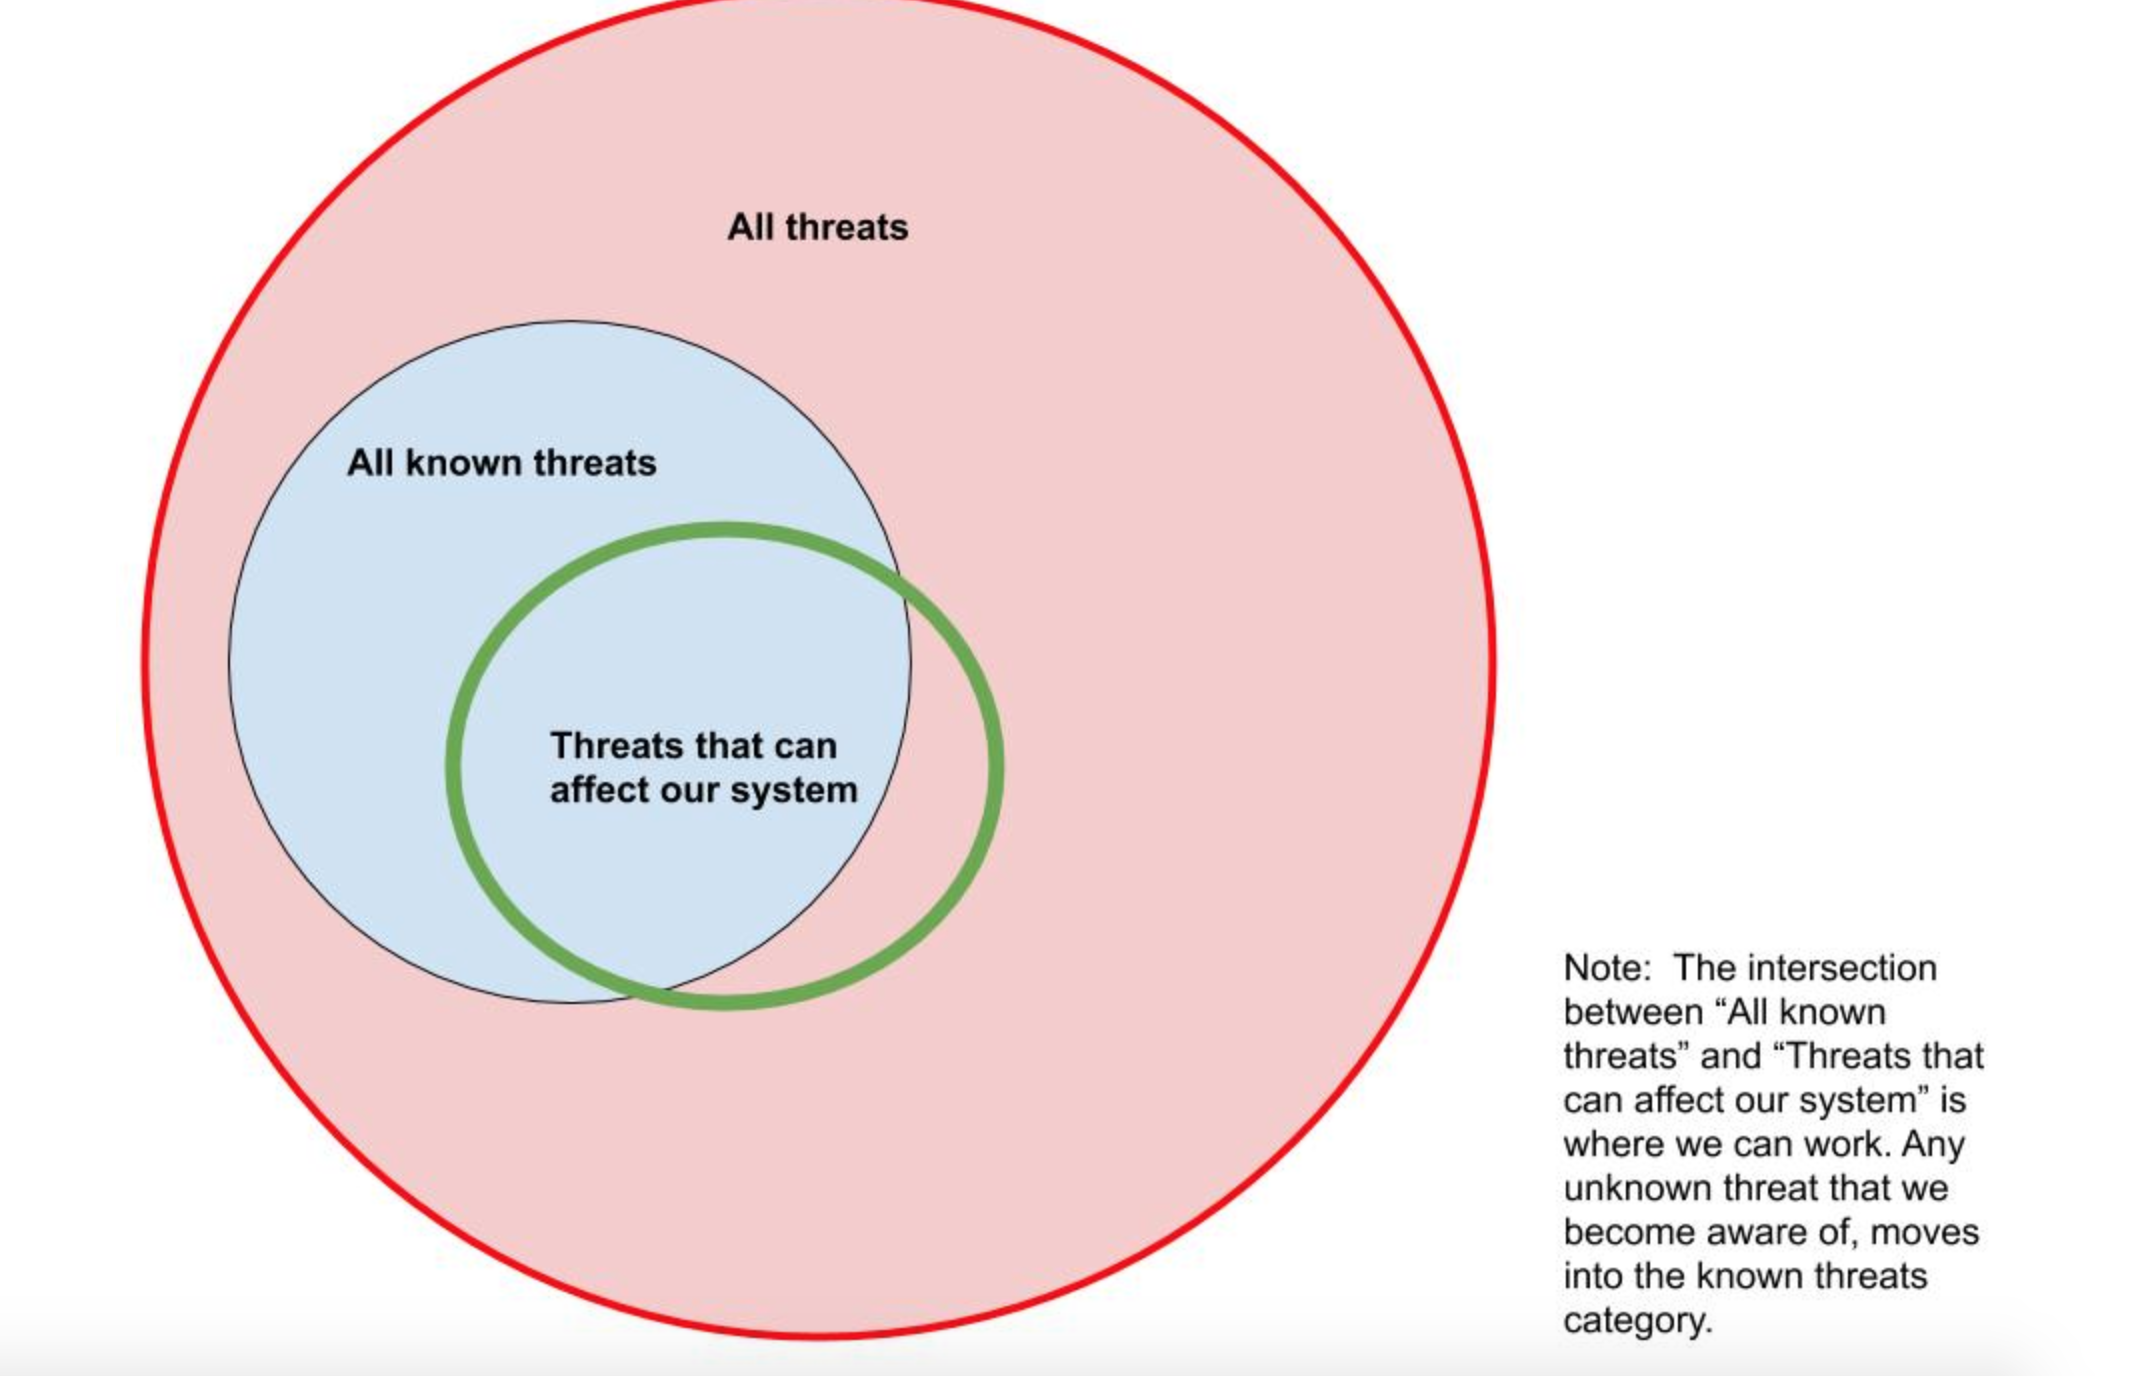 All threats
All known threats
Threats that can
affect our system
Note:  The intersection
between “All known
threats” and “Threats that
can affect our system” is
where we can work. Any
unknown threat that we
become aware of, moves
into the known threats
category.